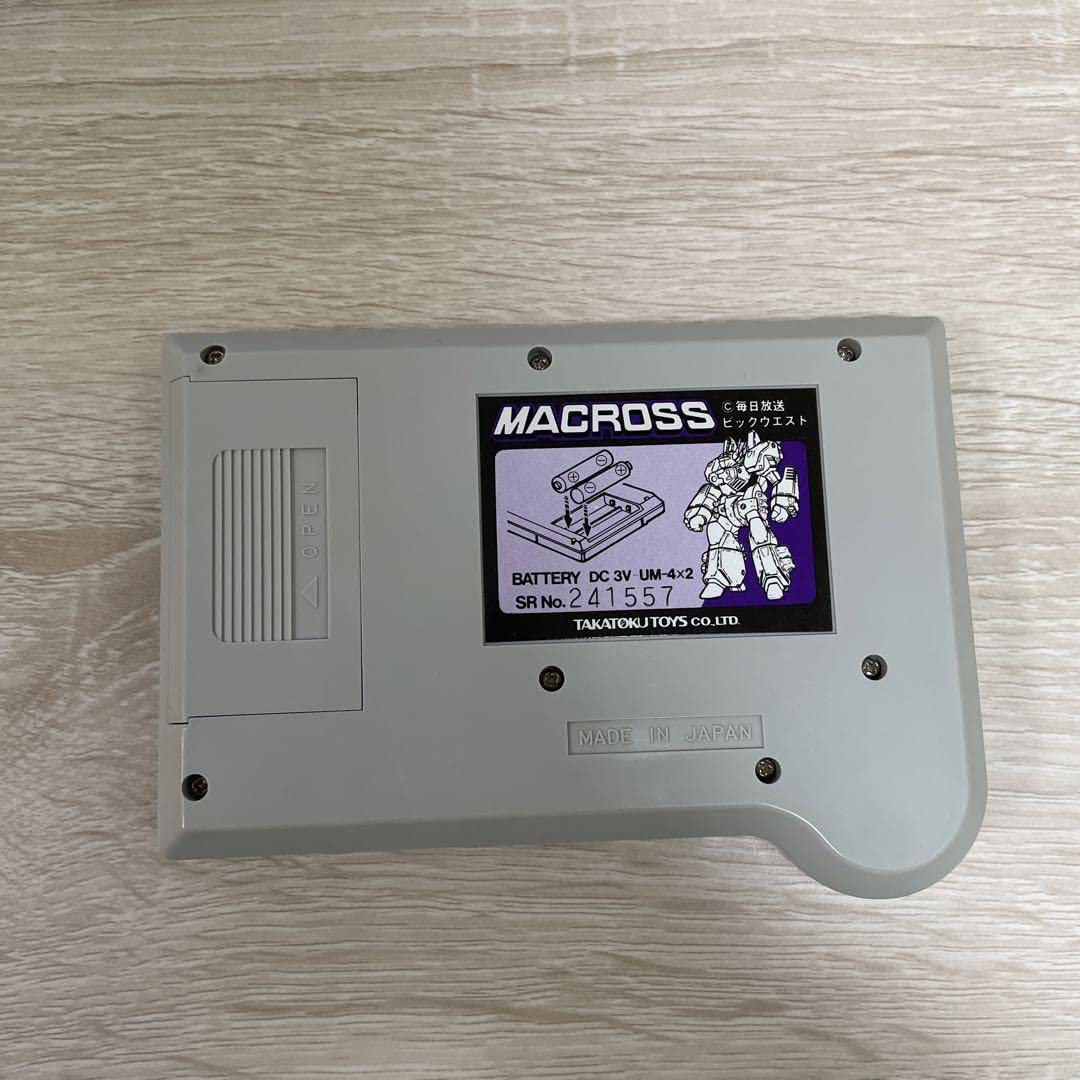 MACROSS
Ⓒ毎日放送
ビックウエスト
BATTERY DC 3V UM-4×2
SR No. 241557
TAKATOKU TOYS CO.,LTD.
△ OPEN
MADE IN JAPAN